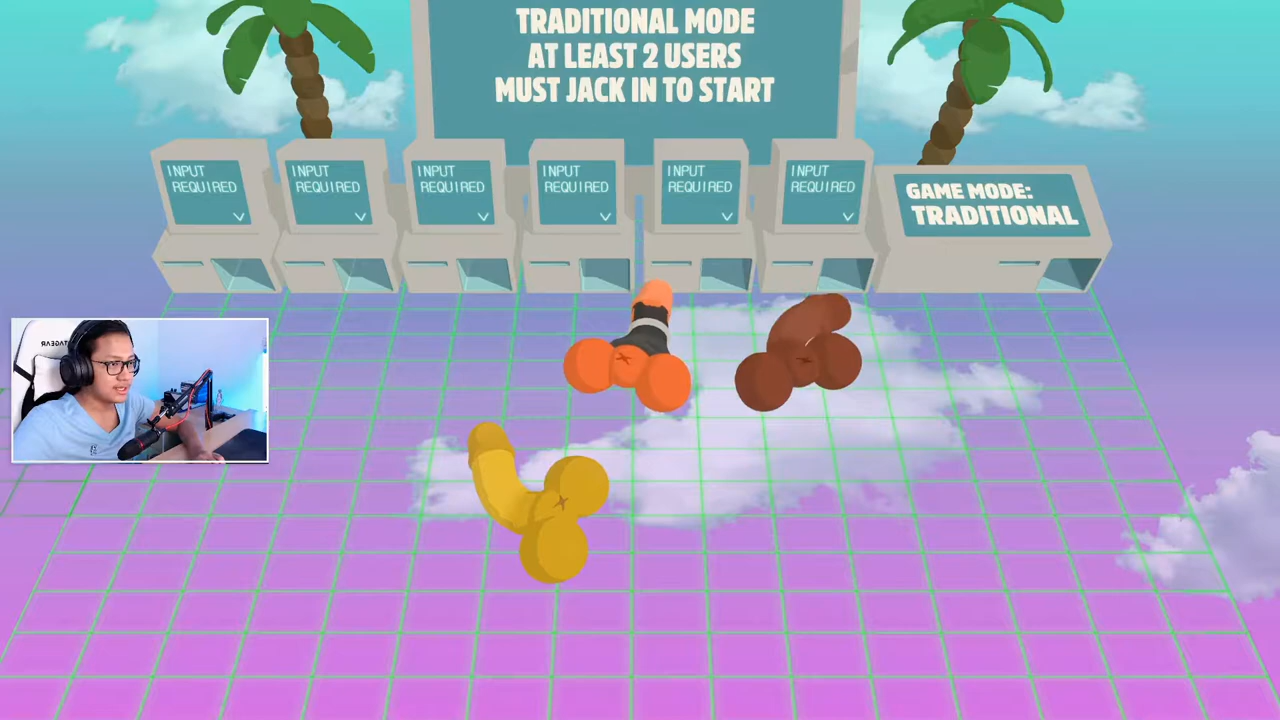 TRADITIONAL MODE
AT LEAST 2 USERS
MUST JACK IN TO START
INPUT
REQUIRED
INPUT
REQUIRED
INPUT
REQUIRED
INPUT
REQUIRED
INPUT
REQUIRED
INPUT
REQUIRED
GAME MODE:
TRADITIONAL